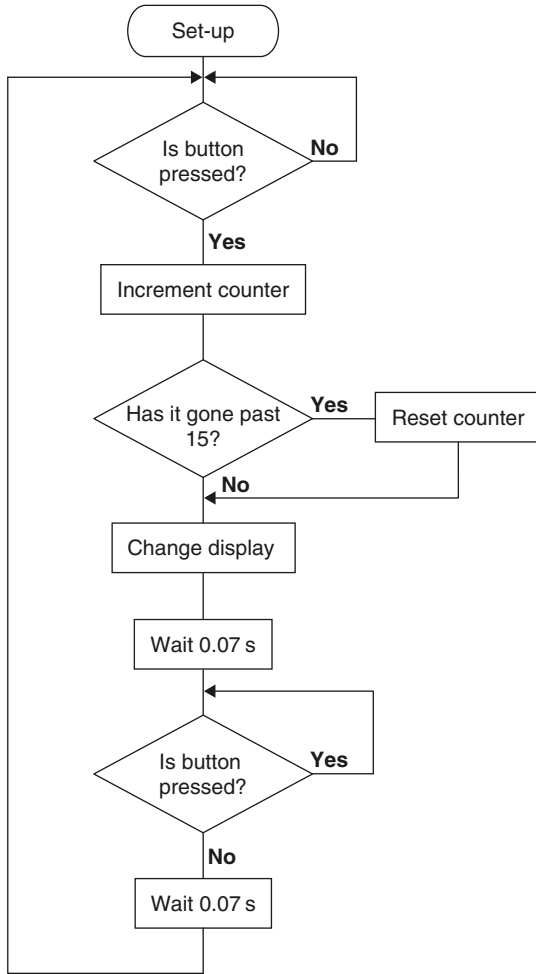 Set-up
Is button
pressed?
No
Yes
Increment counter
Has it gone past
15?
Yes
Reset counter
No
Change display
Wait 0.07 s
Is button
pressed?
Yes
No
Wait 0.07 s